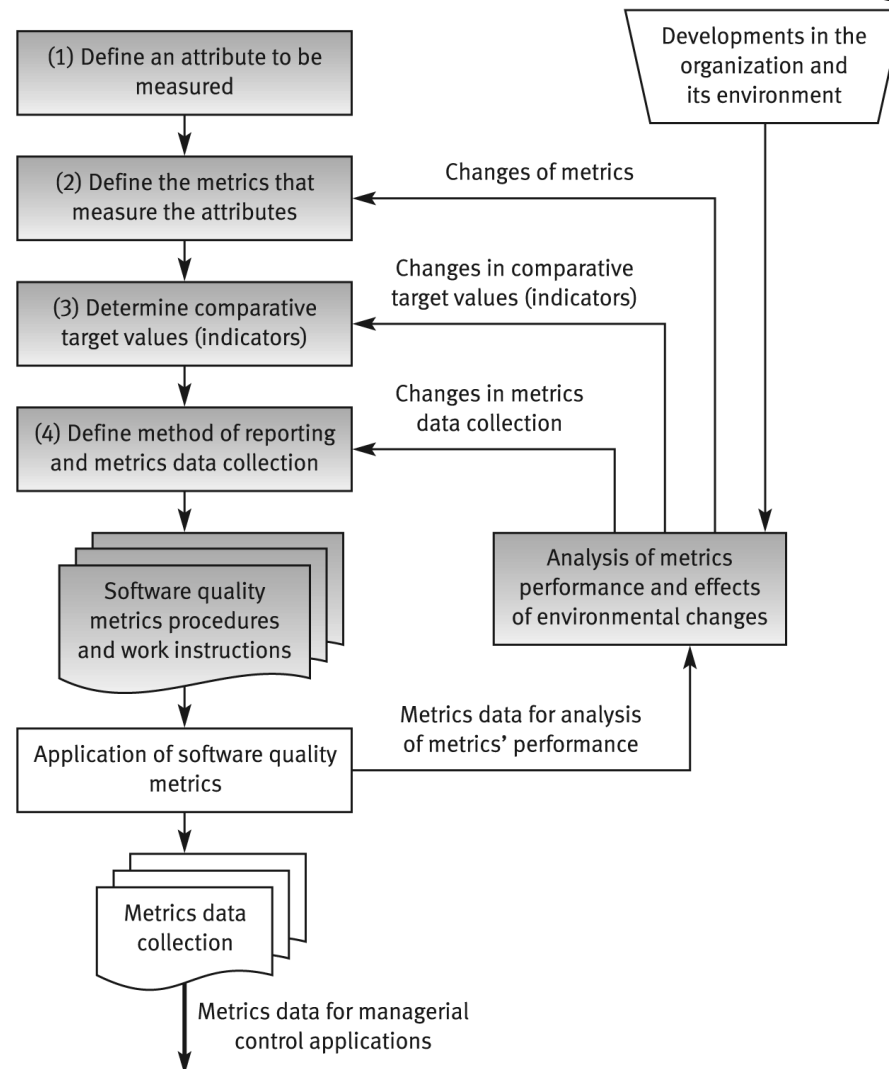 (1) Define an attribute to be
measured
Developments in the
organization and
its environment
(2) Define the metrics that
measure the attributes
Changes of metrics
(3) Determine comparative
target values (indicators)
Changes in comparative
target values (indicators)
(4) Define method of reporting
and metrics data collection
Changes in metrics
data collection
Software quality
metrics procedures
and work instructions
Analysis of metrics
performance and effects
of environmental changes
Application of software quality
metrics
Metrics data for analysis
of metrics’ performance
Metrics data
collection
Metrics data for managerial
control applications